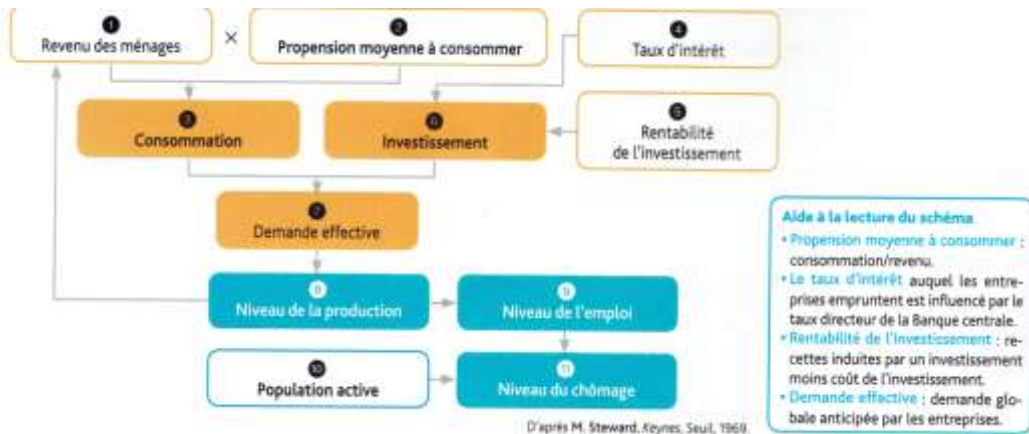 1
Revenu des ménages
×
2
Propension moyenne à consommer
4
Taux d'intérêt
3
Consommation
6
Investissement
5
Rentabilité
de l'investissement
7
Demande effective
8
Niveau de la production
9
Niveau de l'emploi
10
Population active
11
Niveau du chômage
D'après M. Steward, Keynes, Seuil, 1969.
Aide à la lecture du schéma
• Propension moyenne à consommer :
consommation/revenu.
• Le taux d'intérêt auquel les entre-
prises empruntent est influencé par le
taux directeur de la Banque centrale.
• Rentabilité de l'investissement : re-
cettes induites par un investissement
moins coût de l'investissement.
• Demande effective : demande glo-
bale anticipée par les entreprises.